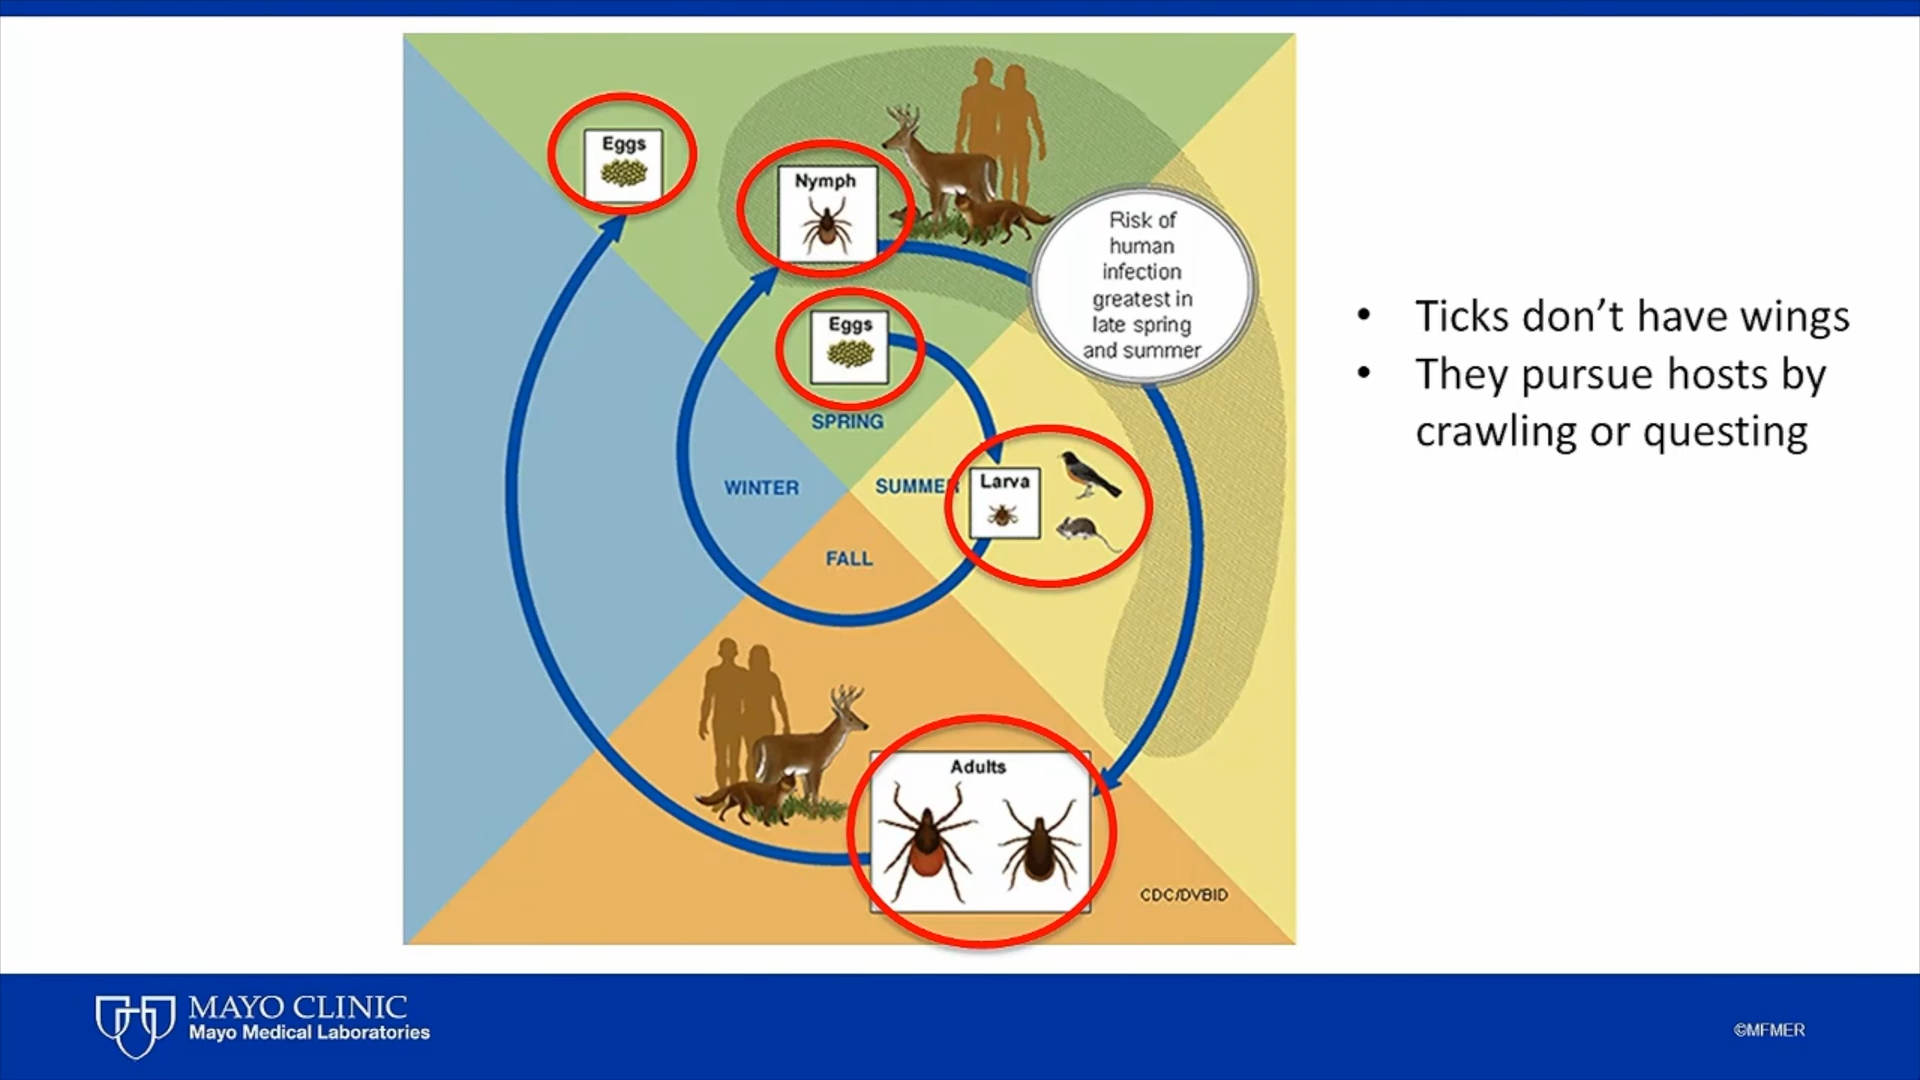 Eggs
Nymph
Risk of
human
infection
greatest in
late spring
and summer
Eggs
SPRING
WINTER
SUMMER
Larva
FALL
Adults
CDC/DVBID
• Ticks don’t have wings
• They pursue hosts by
crawling or questing
MAYO CLINIC
Mayo Medical Laboratories
©MFMER